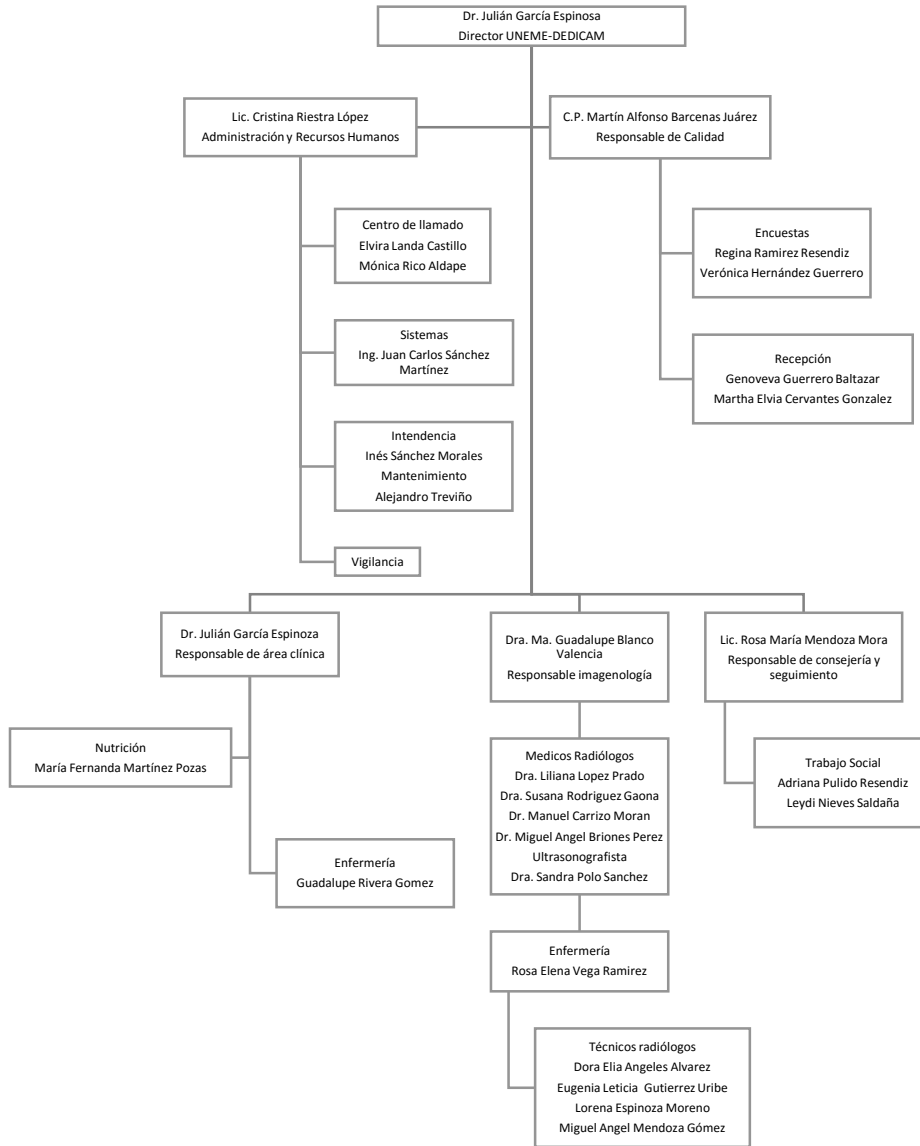 Dr. Julián García Espinosa
Director UNEME-DEDICAM
Lic. Cristina Riestra López
Administración y Recursos Humanos
C.P. Martín Alfonso Barcenas Juárez
Responsable de Calidad
Centro de llamado
Elvira Landa Castillo
Mónica Rico Aldape
Encuestas
Regina Ramirez Resendiz
Verónica Hernández Guerrero
Sistemas
Ing. Juan Carlos Sánchez
Martínez
Recepción
Genoveva Guerrero Baltazar
Martha Elvia Cervantes Gonzalez
Intendencia
Inés Sánchez Morales
Mantenimiento
Alejandro Treviño
Vigilancia
Dr. Julián García Espinoza
Responsable de área clínica
Dra. Ma. Guadalupe Blanco
Valencia
Responsable imagenología
Lic. Rosa María Mendoza Mora
Responsable de consejería y
seguimiento
Nutrición
María Fernanda Martínez Pozas
Medicos Radiólogos
Dra. Liliana Lopez Prado
Dra. Susana Rodriguez Gaona
Dr. Manuel Carrizo Moran
Dr. Miguel Angel Briones Perez
Ultrasonografista
Dra. Sandra Polo Sanchez
Trabajo Social
Adriana Pulido Resendiz
Leydi Nieves Saldaña
Enfermería
Guadalupe Rivera Gomez
Enfermería
Rosa Elena Vega Ramirez
Técnicos radiólogos
Dora Elia Angeles Alvarez
Eugenia Leticia Gutierrez Uribe
Lorena Espinoza Moreno
Miguel Angel Mendoza Gómez